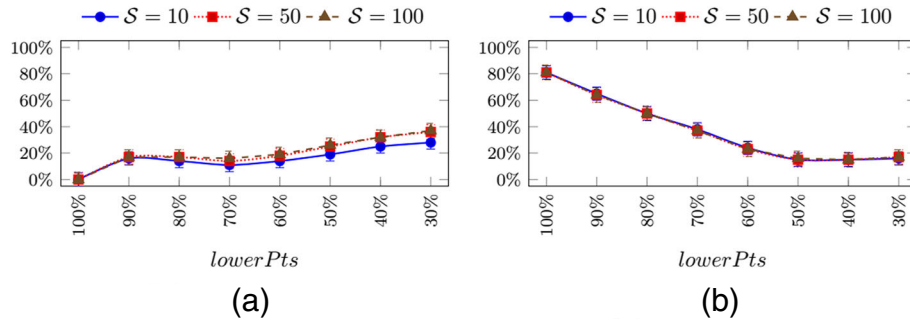 S = 10 S = 50 S = 100 S = 10 S = 50 S = 100
100% 100%
80% 80%
60% 60%
40% 40%
20% 20%
0% 0%
100% 90% 80% 70% 60% 50% 40% 30% 100% 90% 80% 70% 60% 50% 40% 30%
lowerPts lowerPts
(a) (b)